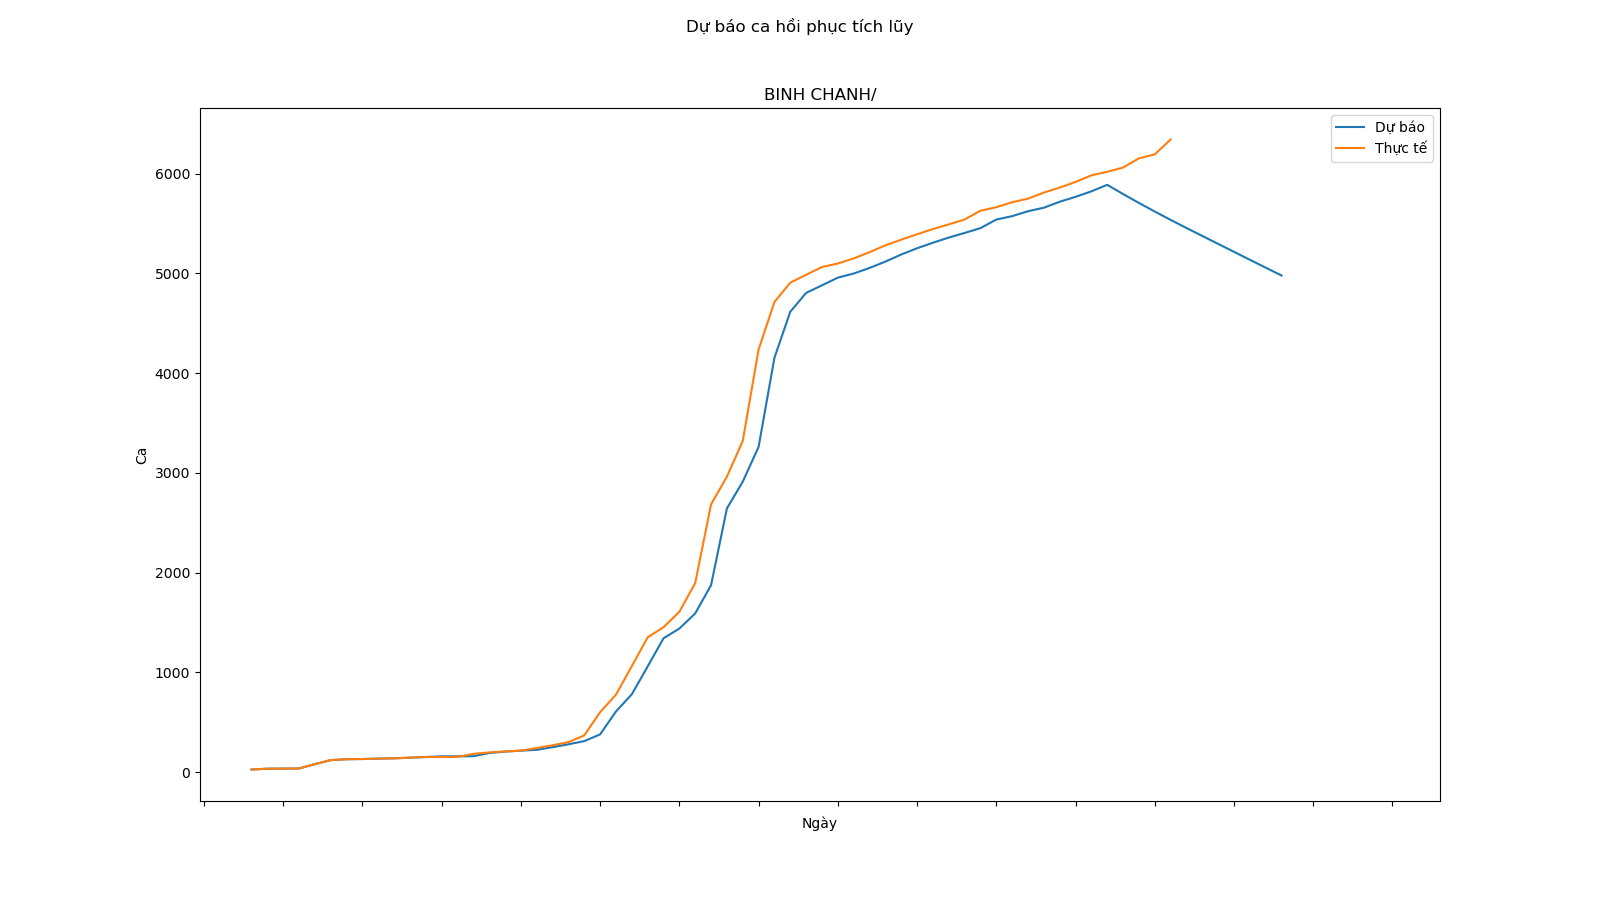 Dự báo ca hồi phục tích lũy
BINH CHANH/
Dự báo
Thực tế
6000
5000
4000
3000
2000
1000
0
Ca
Ngày